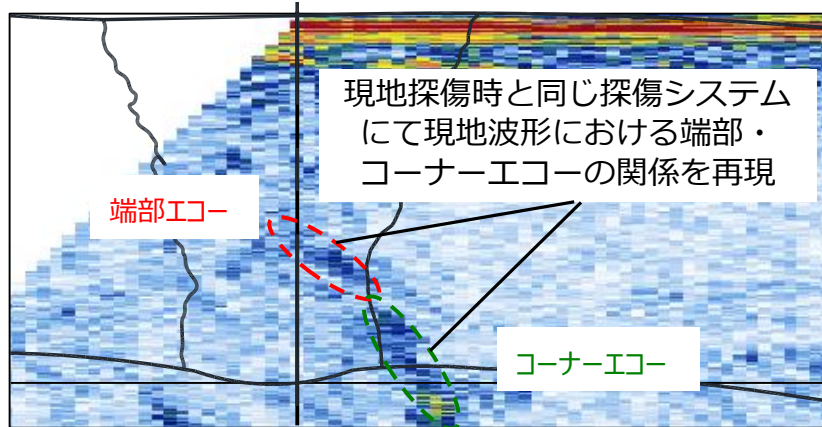 現地探傷時と同じ探傷システム
にて現地波形における端部・
コーナーエコーの関係を再現
端部エコー
コーナーエコー